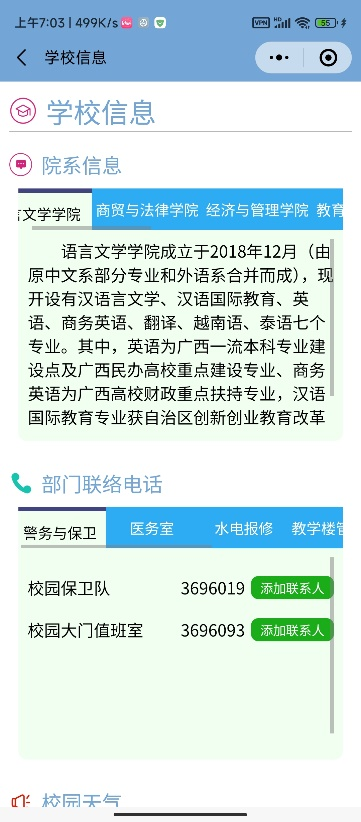 上午7:03 | 499K/s
VPN HD 55
学校信息
学校信息
院系信息
言文学学院 商贸与法律学院 经济与管理学院 教育
语言文学学院成立于2018年12月（由
原中文系部分专业和外语系合并而成），现
开设有汉语言文学、汉语国际教育、英
语、商务英语、翻译、越南语、泰语七个
专业。其中，英语为广西一流本科专业建
设点及广西民办高校重点建设专业、商务
英语为广西高校财政重点扶持专业，汉语
国际教育专业获自治区创新创业教育改革
部门联络电话
警务与保卫 医务室 水电报修 教学楼管
校园保卫队 3696019 添加联系人
校园大门值班室 3696093 添加联系人
校园天气